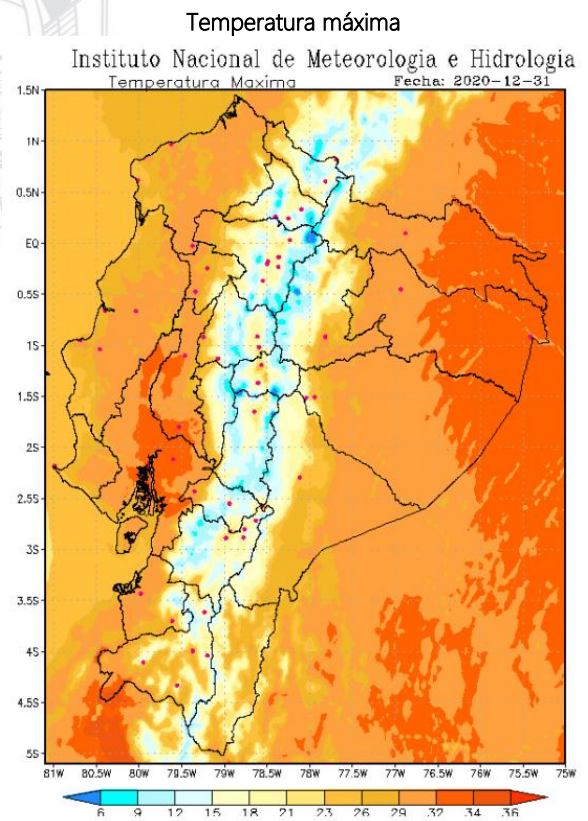 Temperatura máxima
Instituto Nacional de Meteorologia e Hidrologia
Temperatura Maxima Fecha: 2020-12-31
1.5N
1N
0.5N
EQ
0.5S
1S
1.5S
2S
2.5S
3S
3.5S
4S
4.5S
5S
81W 80.5W 80W 79.5W 79W 78.5W 78W 77.5W 76.5W 76W 75.5W 75W
6 9 12 15 18 21 23 26 29 32 34 36